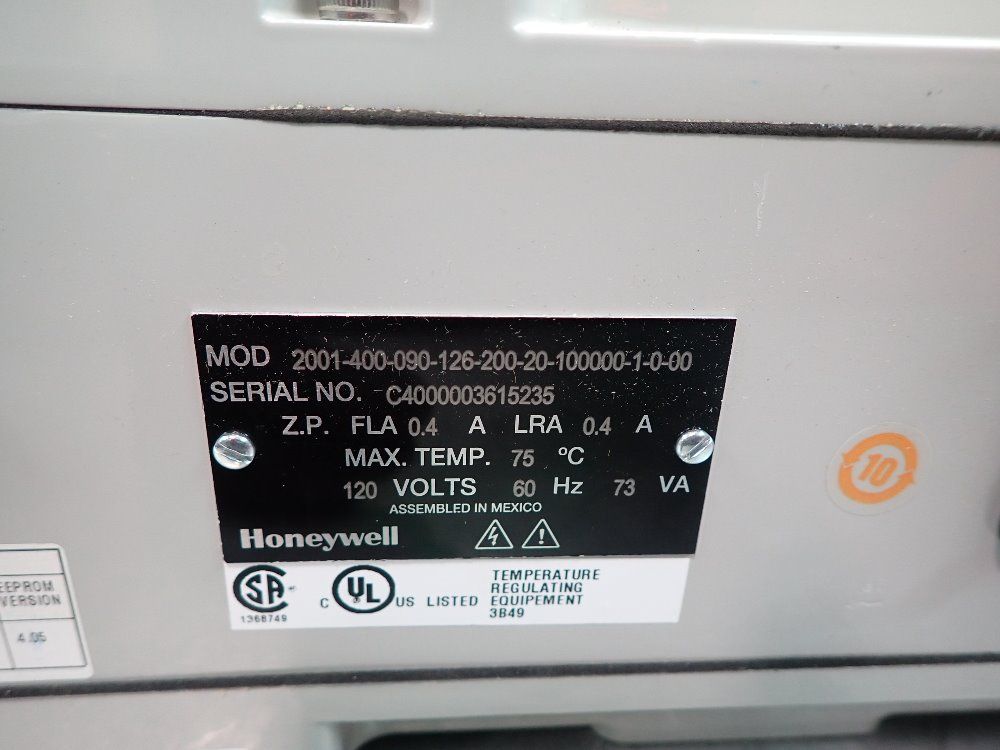 MOD 2001-400-090-126-200-20-100000-1-0-00
SERIAL NO. C4000003615235
Z.P. FLA 0.4 A LRA 0.4 A
MAX. TEMP. 75 ºC
120 VOLTS 60 Hz 73 VA
ASSEMBLED IN MEXICO
Honeywell
SA
1368749
C UL US LISTED
TEMPERATURE
REGULATING
EQUIPEMENT
3B49
10
EEPROM
VERSION
4.05